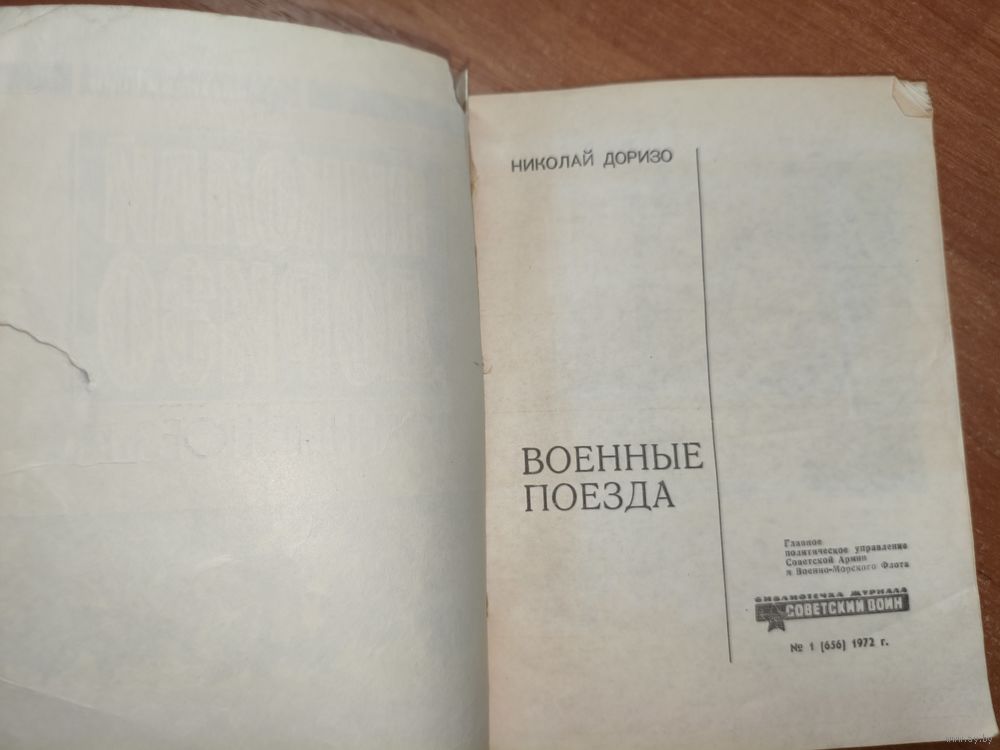 НИКОЛАЙ ДОРИЗО
ВОЕННЫЕ
ПОЕЗДА
Главное
политическое управление
Советской Армии
и Военно-Морского Флота
БИБЛИОТЕЧКА ЖУРНАЛА
СОВЕТСКИЙ ВОИН
№ 1 (656) 1972 г.